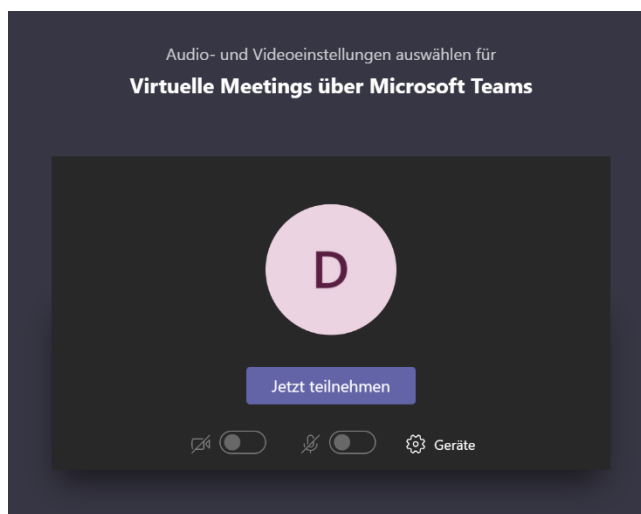 Audio- und Videoeinstellungen auswählen für
Virtuelle Meetings über Microsoft Teams
D
Jetzt teilnehmen
Geräte